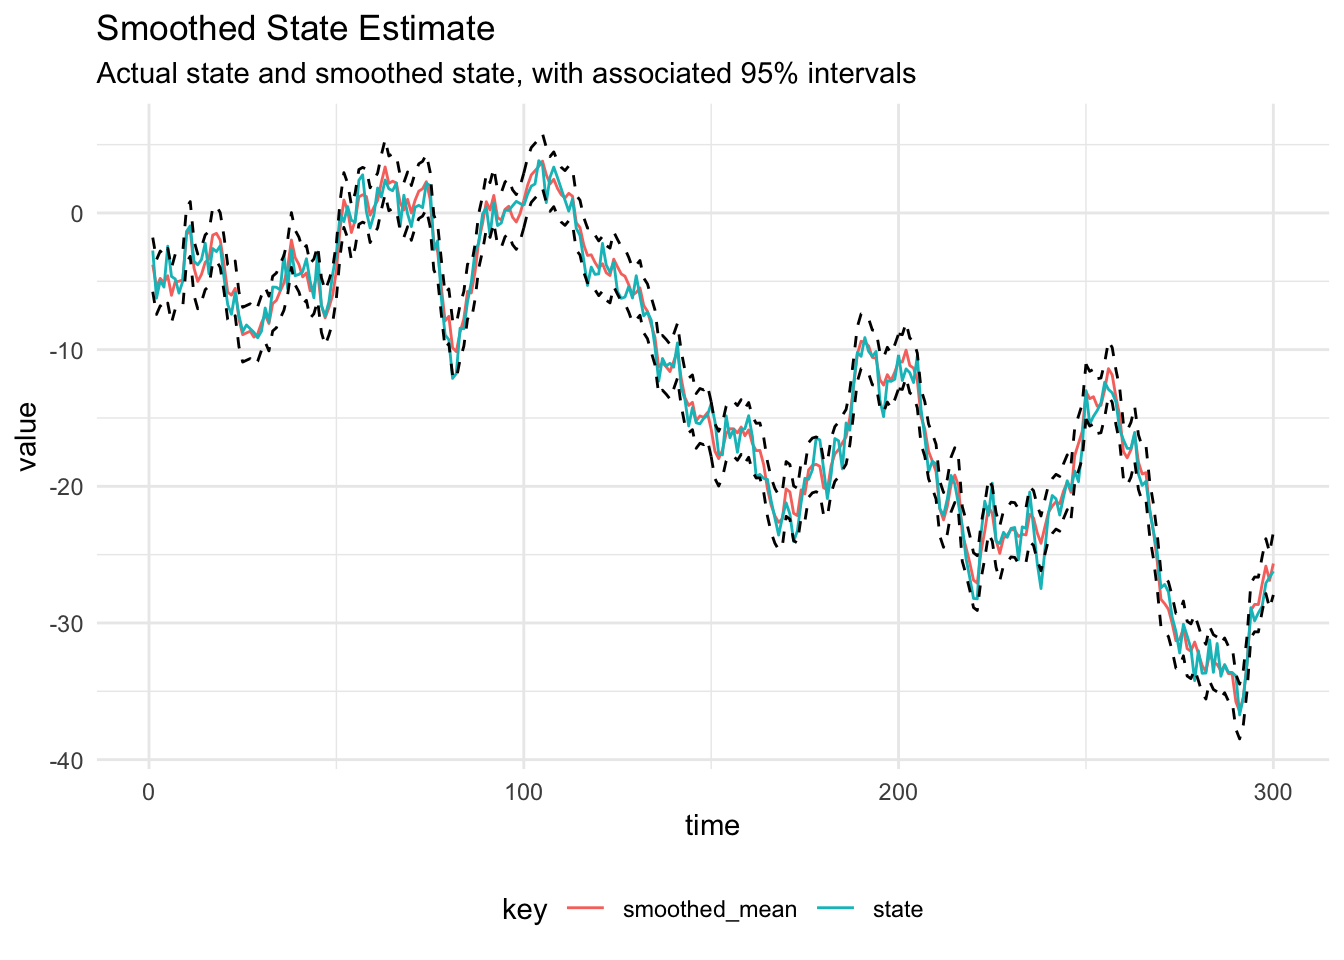 Smoothed State Estimate
Actual state and smoothed state, with associated 95% intervals
0
-10
-20
-30
-40
value
0 100 200 300
time
key smoothed_mean state